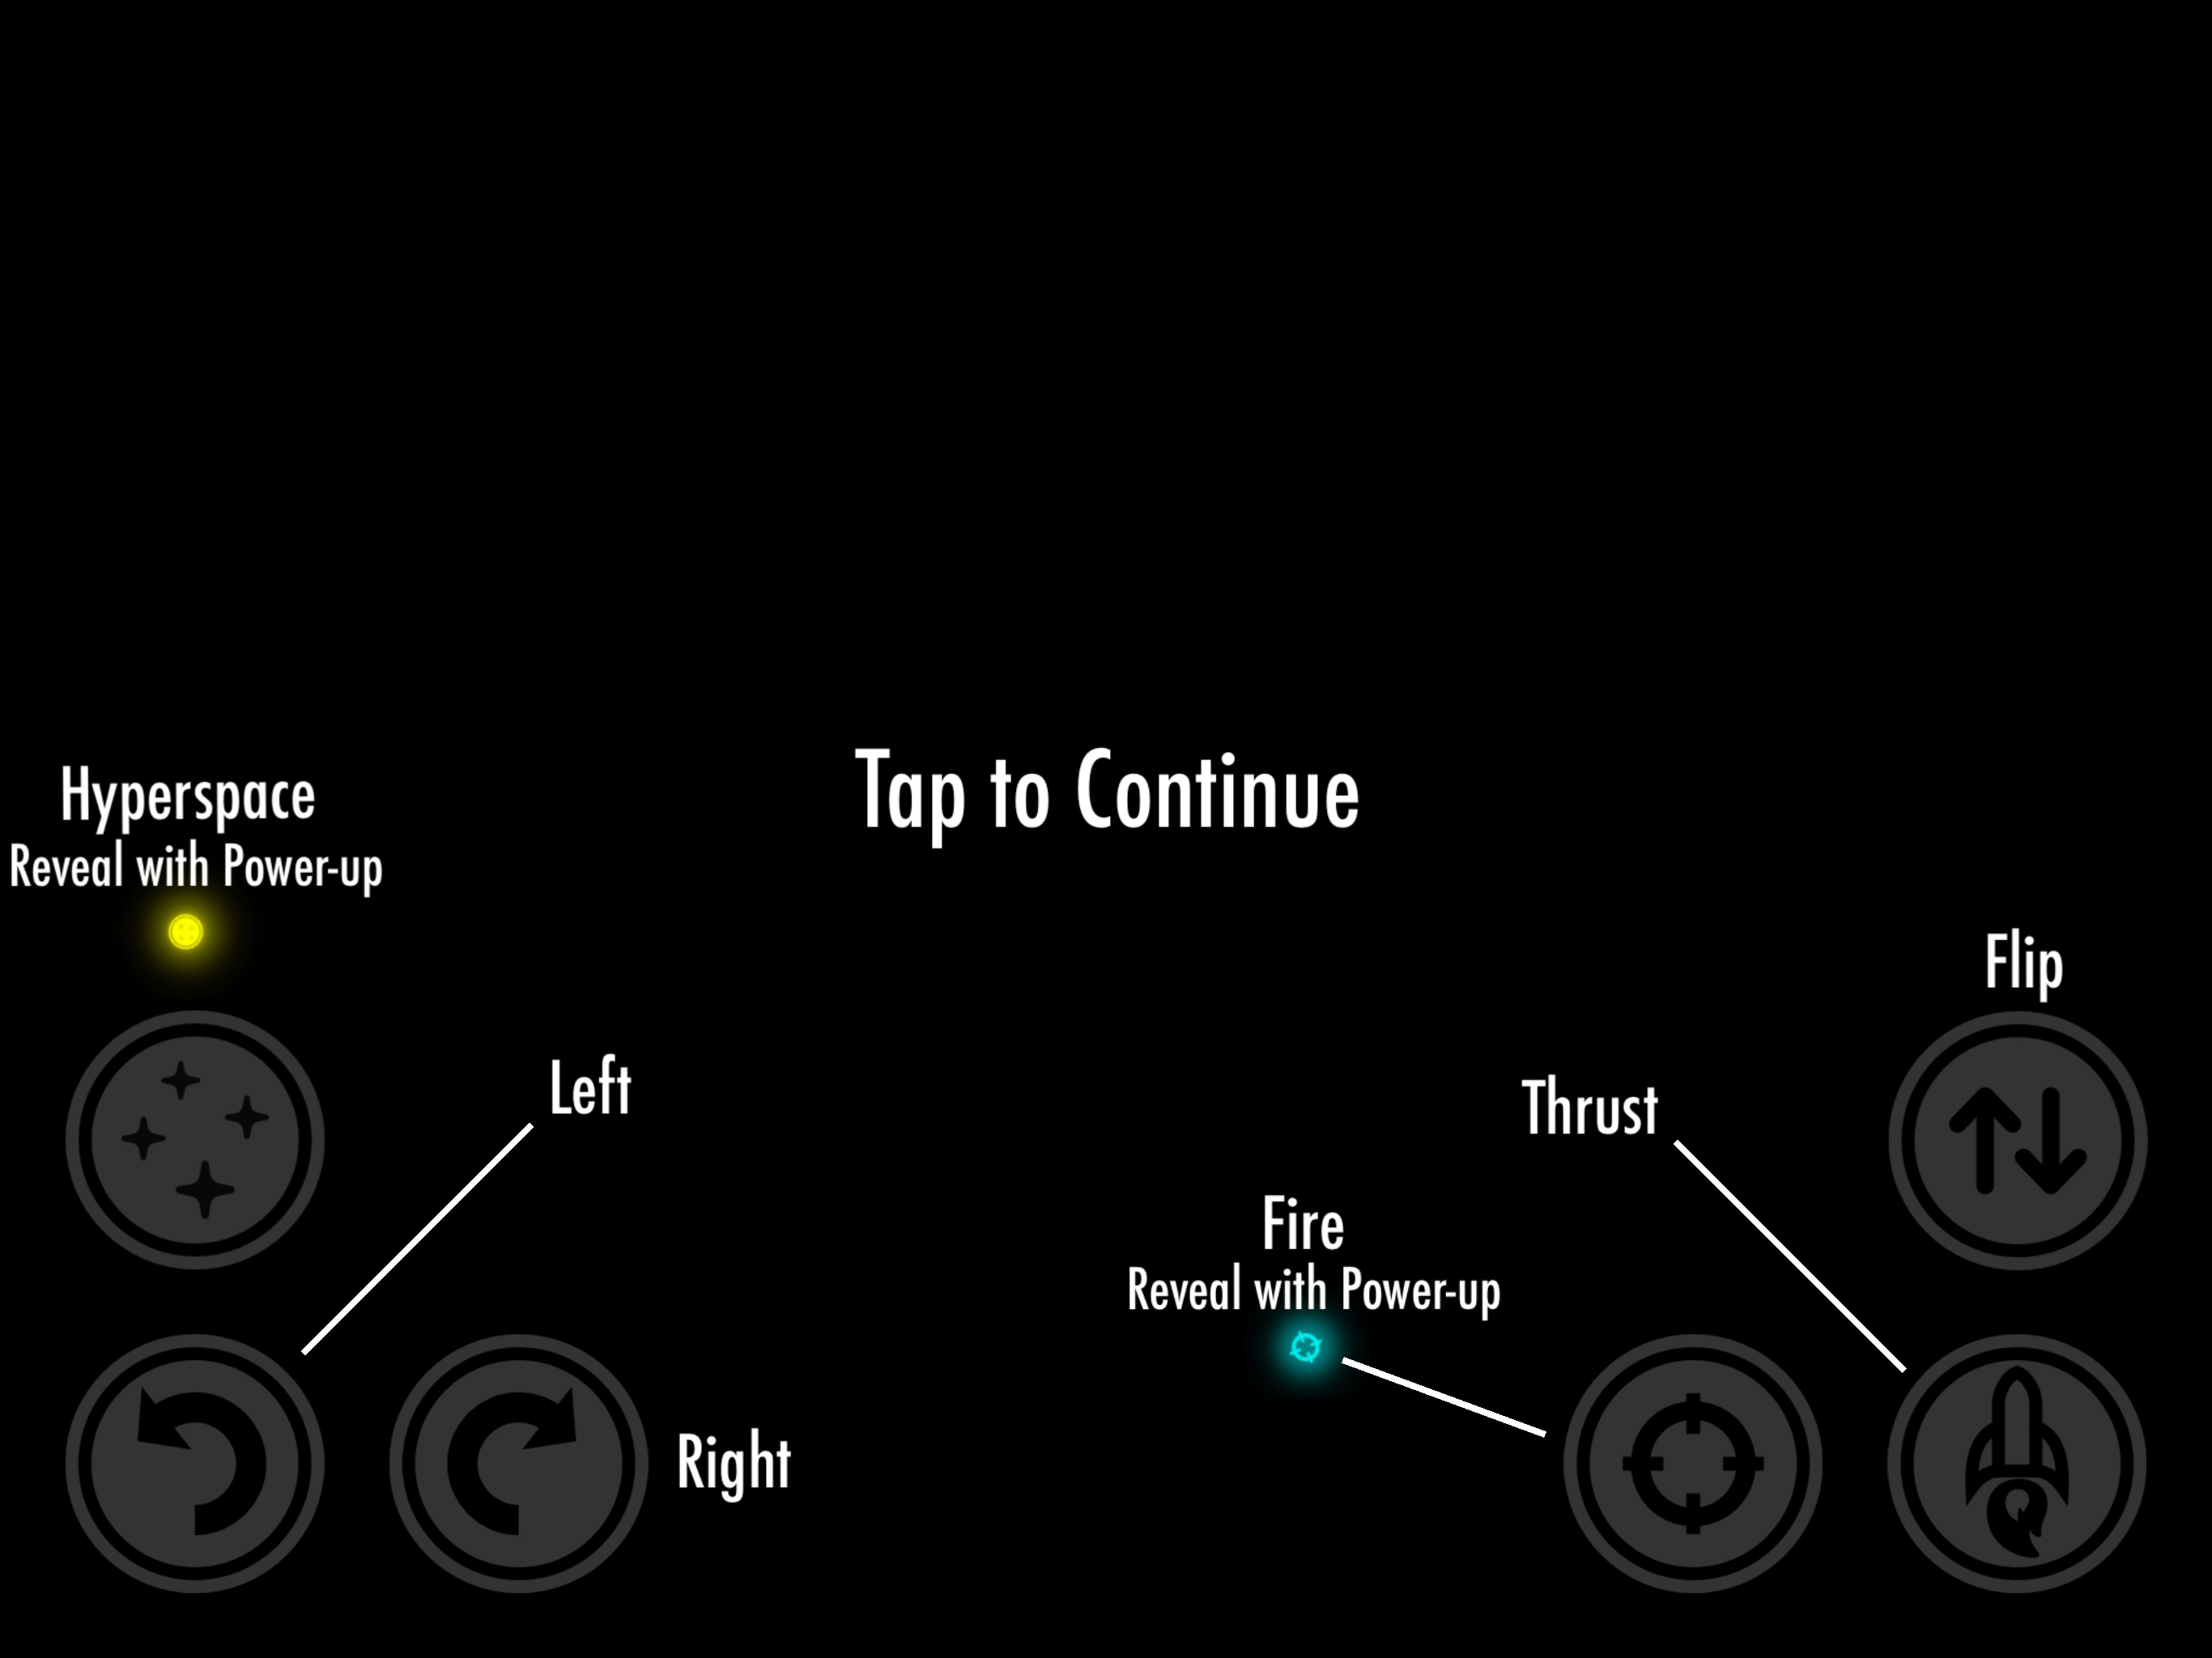 Tap to Continue
Hyperspace
Reveal with Power-up
Flip
Left
Thrust
Fire
Reveal with Power-up
Right